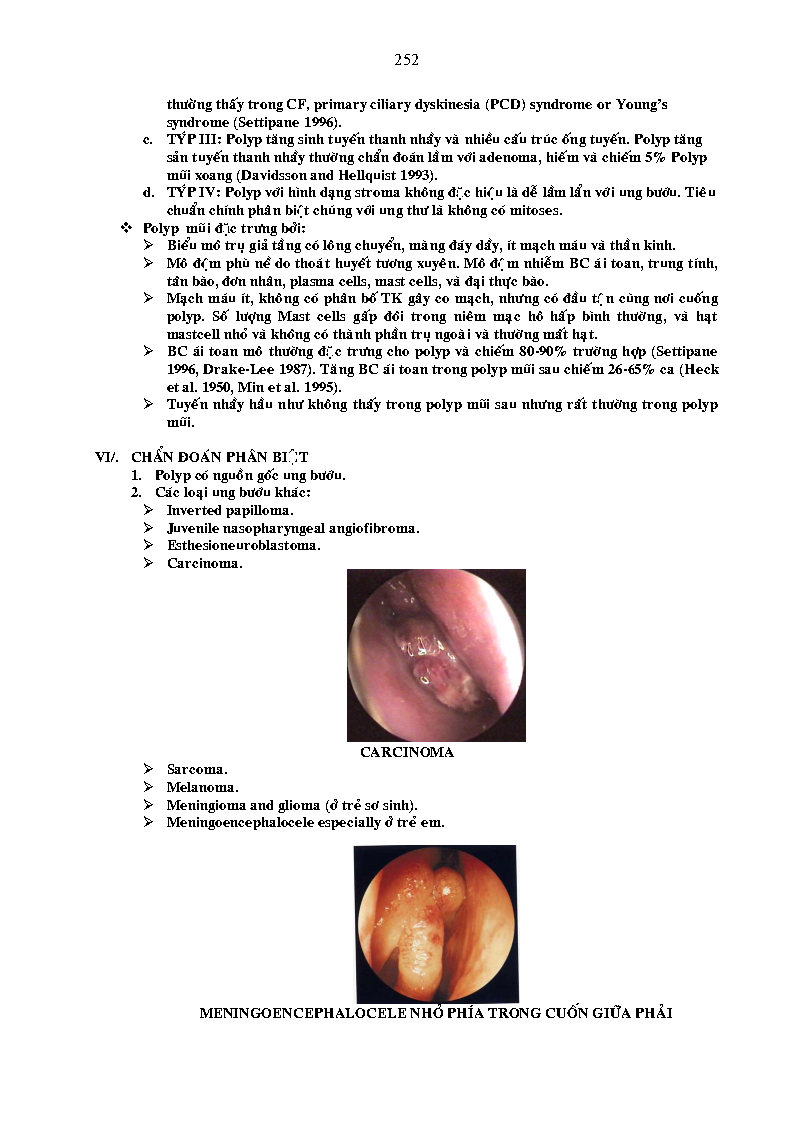 252
thường thấy trong CF, primary ciliary dyskinesia (PCD) syndrome or Young's
syndrome (Settipane 1996).
c. TÝP III: Polyp tăng sinh tuyến thanh nhầy và nhiều cấu trúc ống tuyến. Polyp tăng
sản tuyến thanh nhầy thường chẩn đoán lầm với adenoma, hiếm và chiếm 5% Polyp
mũi xoang (Davidsson and Hellquist 1993).
d. TÝP IV: Polyp với hình dạng stroma không đặc hiệu là dễ lầm lẫn với ung bướu. Tiêu
chuẩn chính phân biệt chúng với ung thư là không có mitoses.
❖ Polyp mũi đặc trưng bởi:
➢ Biểu mô trụ giả tầng có lông chuyển, màng đáy dầy, ít mạch máu và thần kinh.
➢ Mô đệm phù nề do thoát huyết tương xuyên. Mô đệm nhiễm BC ái toan, trung tính,
tân bào, đơn nhân, plasma cells, mast cells, và đại thực bào.
➢ Mạch máu ít, không có phân bố TK gây co mạch, nhưng có đầu tận cùng nơi cuống
polyp. Số lượng Mast cells gấp đôi trong niêm mạc hô hấp bình thường, và hạt
mastcell nhỏ và không có thành phần trụ ngoài và thường mất hạt.
➢ BC ái toan mô thường đặc trưng cho polyp và chiếm 80-90% trường hợp (Settipane
1996, Drake-Lee 1987). Tăng BC ái toan trong polyp mũi sau chiếm 26-65% ca (Heck
et al. 1950, Min et al. 1995).
➢ Tuyến nhầy hầu như không thấy trong polyp mũi sau nhưng rất thường trong polyp
mũi.
VI/. CHẨN ĐOÁN PHÂN BIỆT
1. Polyp có nguồn gốc ung bướu.
2. Các loại ung bướu khác:
➢ Inverted papilloma.
➢ Juvenile nasopharyngeal angiofibroma.
➢ Esthesioneuroblastoma.
➢ Carcinoma.
CARCINOMA
➢ Sarcoma.
➢ Melanoma.
➢ Meningioma and glioma (ở trẻ sơ sinh).
➢ Meningoencephalocele especially ở trẻ em.
MENINGOENCEPHALOCELE NHỎ PHÍA TRONG CUỐN GIỮA PHẢI